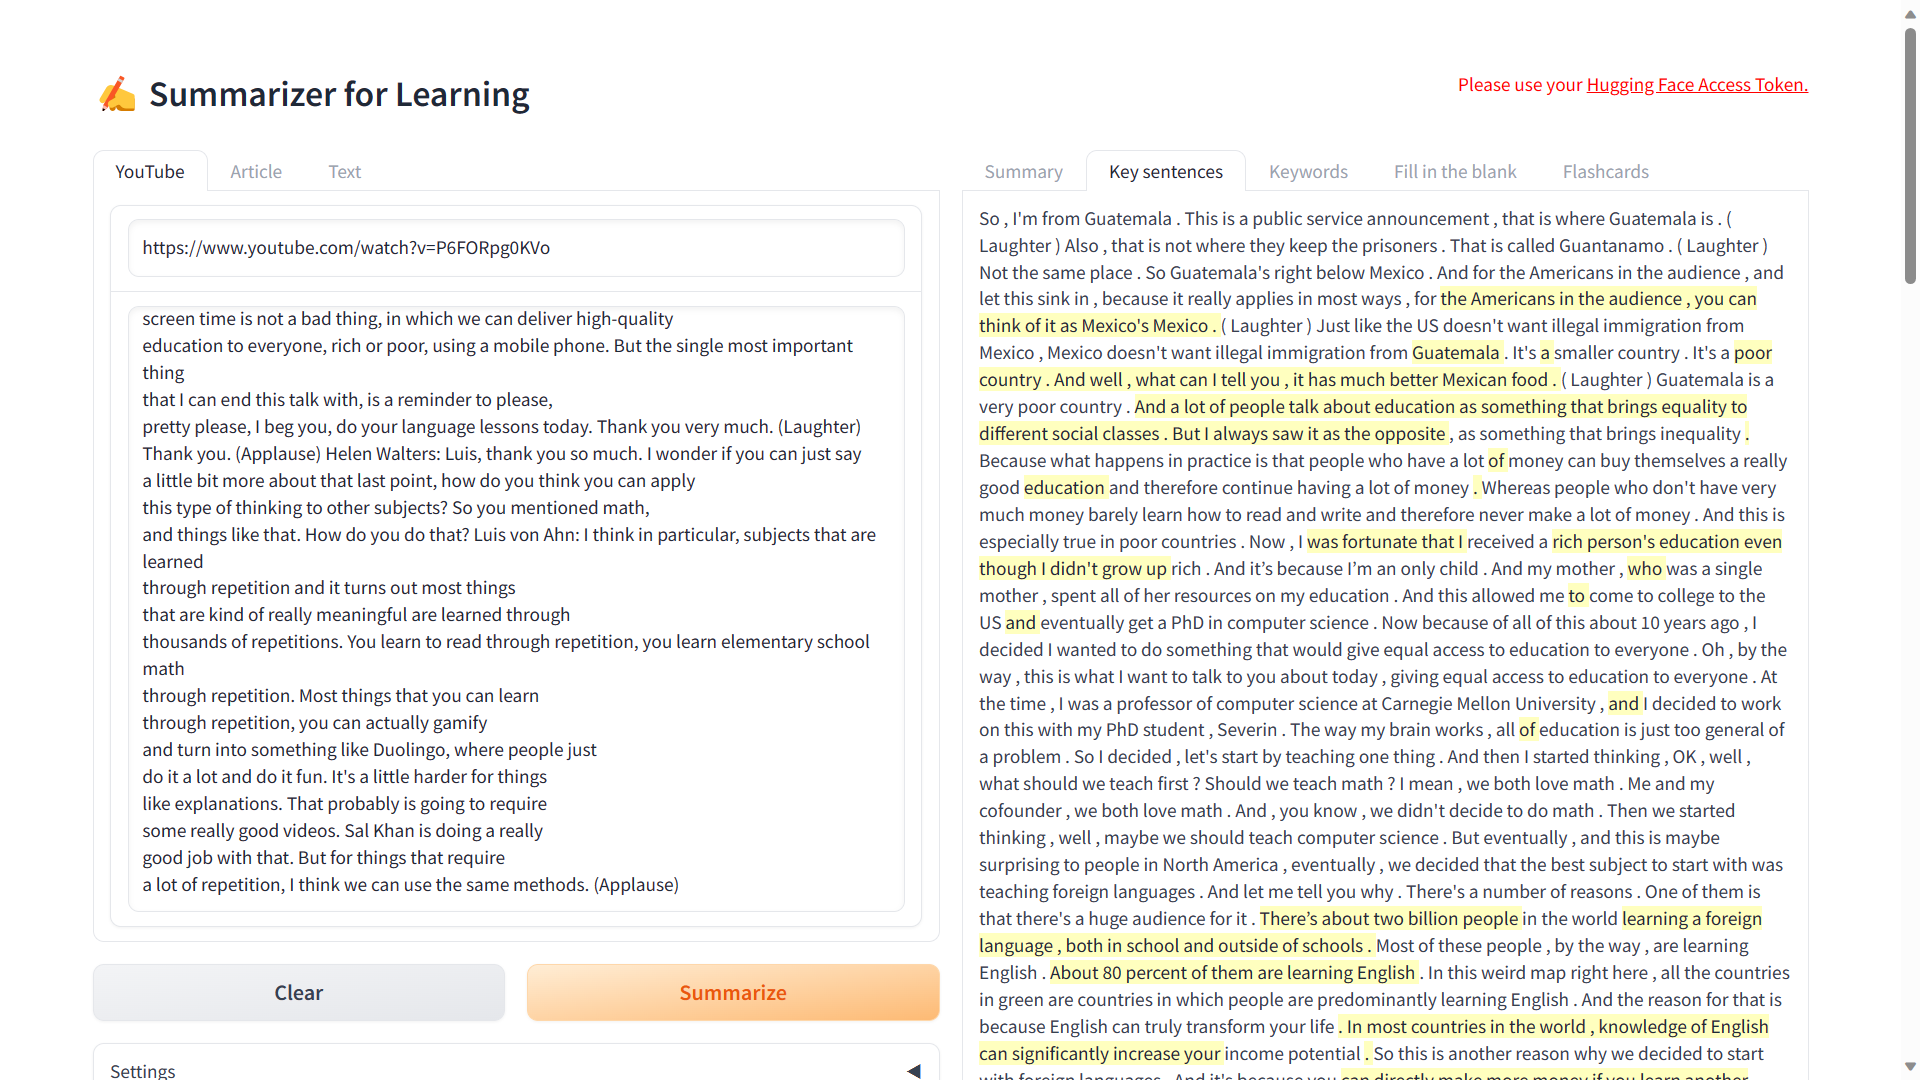 ✍️ Summarizer for Learning
Please use your Hugging Face Access Token.
YouTube Article Text
https://www.youtube.com/watch?v=P6FORpg0KVo
screen time is not a bad thing, in which we can deliver high-quality
education to everyone, rich or poor, using a mobile phone. But the single most important
thing
that I can end this talk with, is a reminder to please,
pretty please, I beg you, do your language lessons today. Thank you very much. (Laughter)
Thank you. (Applause) Helen Walters: Luis, thank you so much. I wonder if you can just say
a little bit more about that last point, how do you think you can apply
this type of thinking to other subjects? So you mentioned math,
and things like that. How do you do that? Luis von Ahn: I think in particular, subjects that are
learned
through repetition and it turns out most things
that are kind of really meaningful are learned through
thousands of repetitions. You learn to read through repetition, you learn elementary school
math
through repetition. Most things that you can learn
through repetition, you can actually gamify
and turn into something like Duolingo, where people just
do it a lot and do it fun. It's a little harder for things
like explanations. That probably is going to require
some really good videos. Sal Khan is doing a really
good job with that. But for things that require
a lot of repetition, I think we can use the same methods. (Applause)
Clear
Summarize
Settings
Summary Key sentences Keywords Fill in the blank Flashcards
So , I'm from Guatemala . This is a public service announcement , that is where Guatemala is . (
Laughter ) Also , that is not where they keep the prisoners . That is called Guantanamo . ( Laughter )
Not the same place . So Guatemala's right below Mexico . And for the Americans in the audience , and
let this sink in , because it really applies in most ways , for the Americans in the audience , you can
think of it as Mexico's Mexico . ( Laughter ) Just like the US doesn't want illegal immigration from
Mexico , Mexico doesn't want illegal immigration from Guatemala . It's a smaller country . It's a poor
country . And well , what can I tell you , it has much better Mexican food . ( Laughter ) Guatemala is a
very poor country . And a lot of people talk about education as something that brings equality to
different social classes . But I always saw it as the opposite , as something that brings inequality .
Because what happens in practice is that people who have a lot of money can buy themselves a really
good education and therefore continue having a lot of money . Whereas people who don't have very
much money barely learn how to read and write and therefore never make a lot of money . And this is
especially true in poor countries . Now , I was fortunate that I received a rich person's education even
though I didn't grow up rich . And it’s because I’m an only child . And my mother , who was a single
mother , spent all of her resources on my education . And this allowed me to come to college to the
US and eventually get a PhD in computer science . Now because of all of this about 10 years ago , I
decided I wanted to do something that would give equal access to education to everyone . Oh , by the
way , this is what I want to talk to you about today , giving equal access to education to everyone . At
the time , I was a professor of computer science at Carnegie Mellon University , and I decided to work
on this with my PhD student , Severin . The way my brain works , all of education is just too general of
a problem . So I decided , let's start by teaching one thing . And then I started thinking , OK , well ,
what should we teach first ? Should we teach math ? I mean , we both love math . Me and my
cofounder , we both love math . And , you know , we didn't decide to do math . Then we started
thinking , well , maybe we should teach computer science . But eventually , and this is maybe
surprising to people in North America , eventually , we decided that the best subject to start with was
teaching foreign languages . And let me tell you why . There's a number of reasons . One of them is
that there's a huge audience for it . There’s about two billion people in the world learning a foreign
language , both in school and outside of schools . Most of these people , by the way , are learning
English . About 80 percent of them are learning English . In this weird map right here , all the countries
in green are countries in which people are predominantly learning English . And the reason for that is
because English can truly transform your life . In most countries in the world , knowledge of English
can significantly increase your income potential . So this is another reason why we decided to start
with foreign languages . And it's because you can directly make more money if you learn another